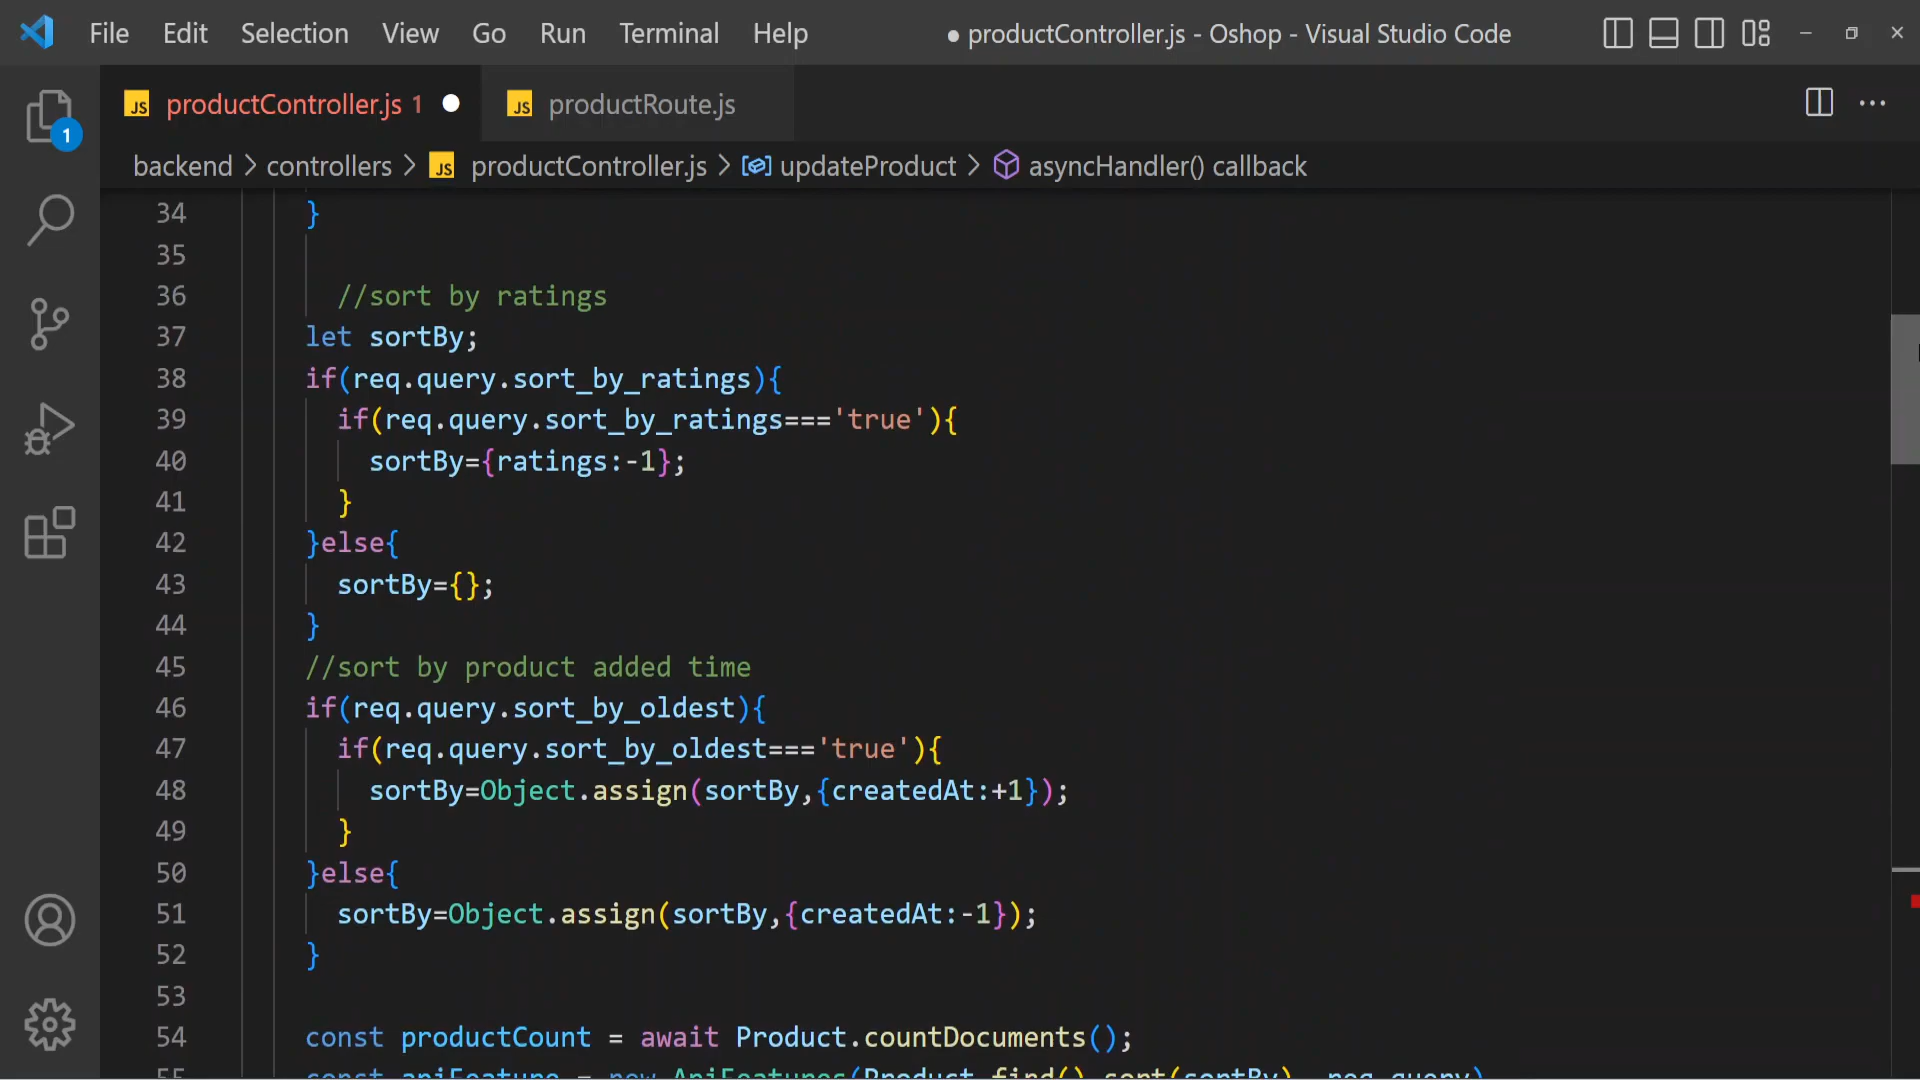 File Edit Selection View Go Run Terminal Help ● productController.js - Oshop - Visual Studio Code
JS productController.js 1 ● JS productRoute.js ...
1
backend > controllers > JS productController.js > updateProduct > asyncHandler() callback
34 }
35
36 //sort by ratings
37 let sortBy;
38 if(req.query.sort_by_ratings){
39 if(req.query.sort_by_ratings==='true'){
40 sortBy={ratings:-1};
41 }
42 }else{
43 sortBy={};
44 }
45 //sort by product added time
46 if(req.query.sort_by_oldest){
47 if(req.query.sort_by_oldest==='true'){
48 sortBy=Object.assign(sortBy,{createdAt:+1});
49 }
50 }else{
51 sortBy=Object.assign(sortBy,{createdAt:-1});
52 }
53
54 const productCount = await Product.countDocuments();
55 const apiFeature = new ApiFeatures(Product.find().sort(sortBy), req.query)